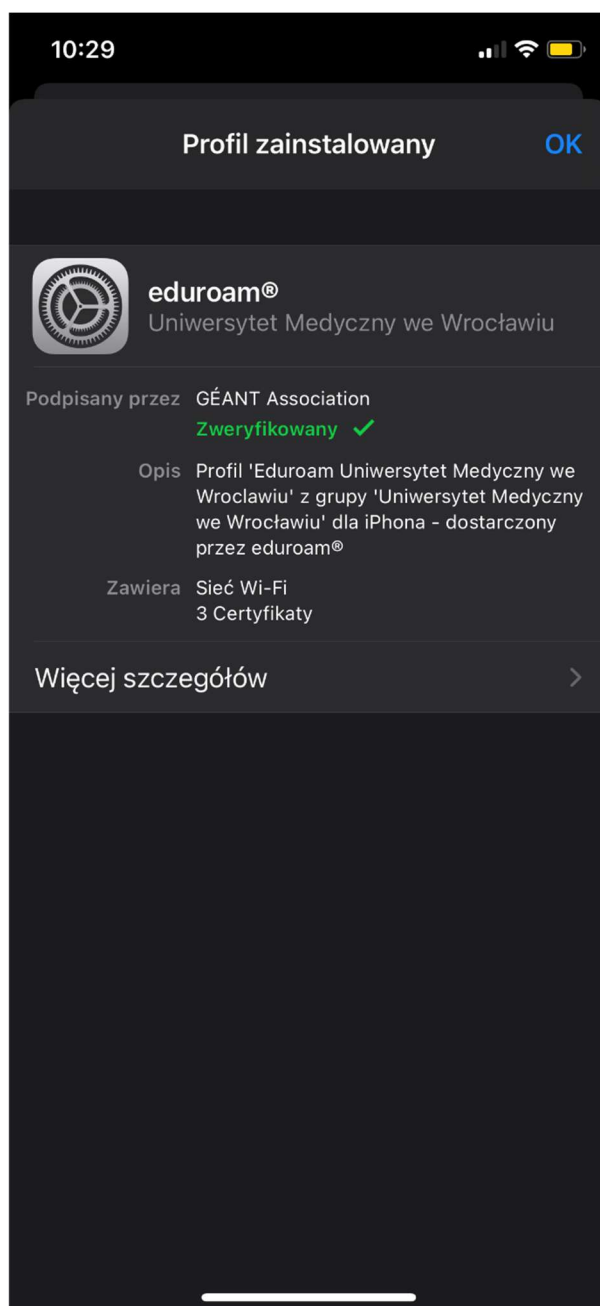 10:29
Profil zainstalowany OK
eduroam®
Uniwersytet Medyczny we Wrocławiu
Podpisany przez GÉANT Association
Zweryfikowany ✓
Opis Profil 'Eduroam Uniwersytet Medyczny we
Wroclawiu' z grupy 'Uniwersytet Medyczny
we Wrocławiu' dla iPhona - dostarczony
przez eduroam®
Zawiera Sieć Wi-Fi
3 Certyfikaty
Więcej szczegółów